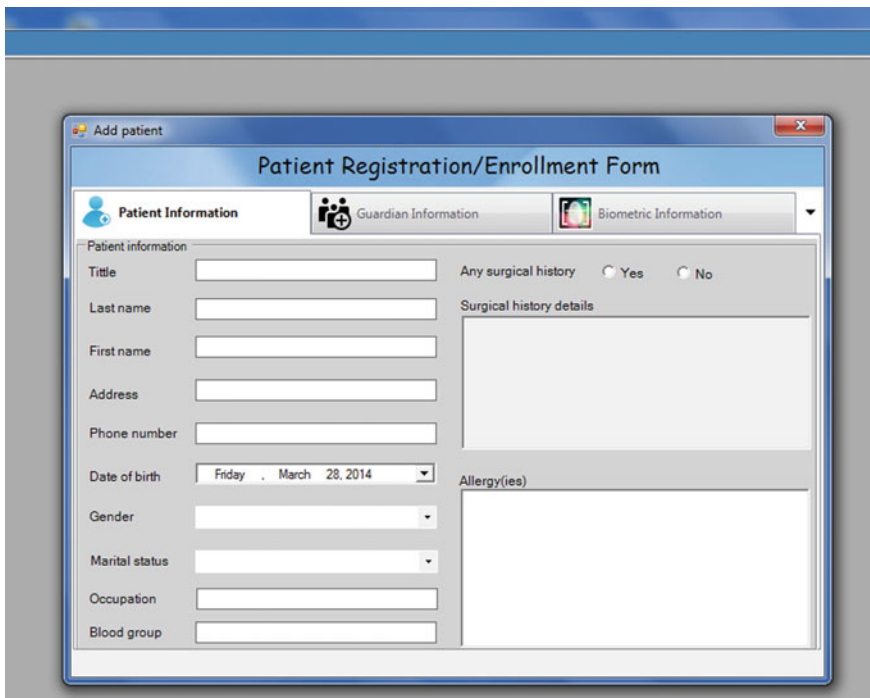 Add patient
Patient Registration/Enrollment Form
Patient Information
Guardian Information
Biometric Information
Patient information
Tittle
Last name
First name
Address
Phone number
Date of birth
Friday , March 28, 2014
Gender
Marital status
Occupation
Blood group
Any surgical history Yes No
Surgical history details
Allergy(ies)